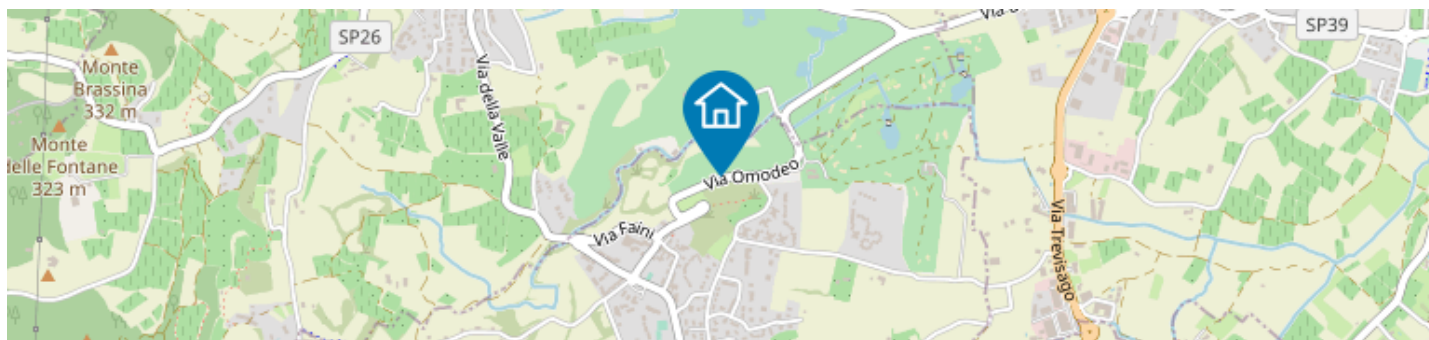 SP26
SP39
Monte
Brassina
332 m
Monte
delle Fontane
323 m
Via della Valle
Via Omodeo
Via Faini
Via Trevisago